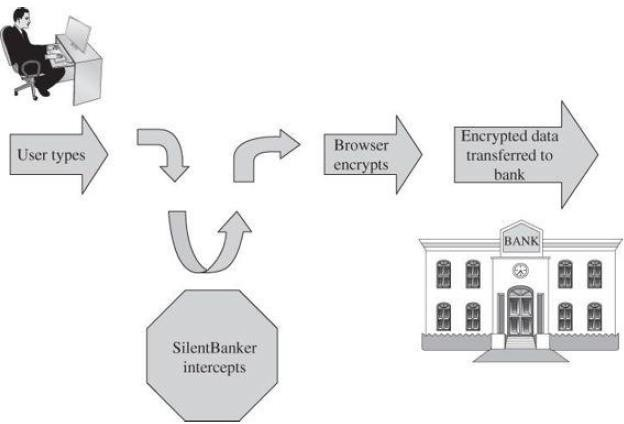 User types
Browser
encrypts
Encrypted data
transferred to
bank
BANK
SilentBanker
intercepts